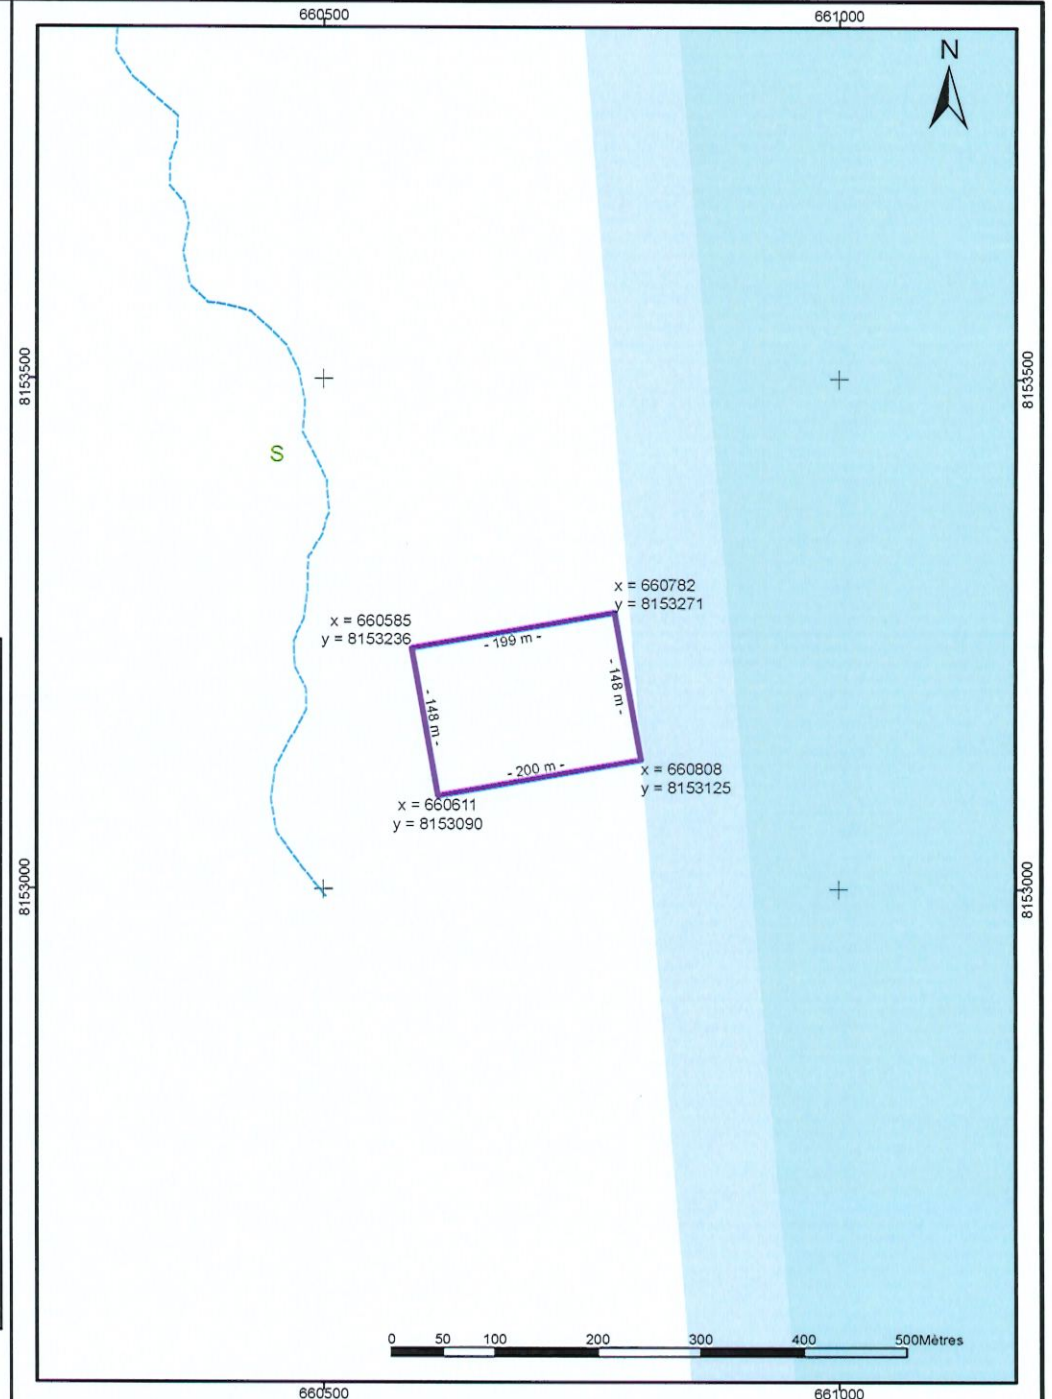 660500
661000
N
8153500
8153500
S
x = 660782
y = 8153271
x = 660585
y = 8153236
- 199 m -
- 148 m -
- 148 m -
- 200 m -
x = 660808
y = 8153125
x = 660611
y = 8153090
8153000
8153000
0 50 100 200 300 400 500Mètres
660500
661000